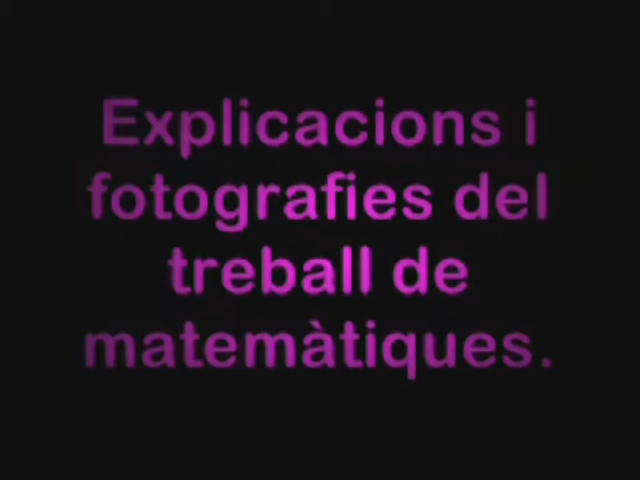 Explicacions i
fotografies del
treball de
matemàtiques.